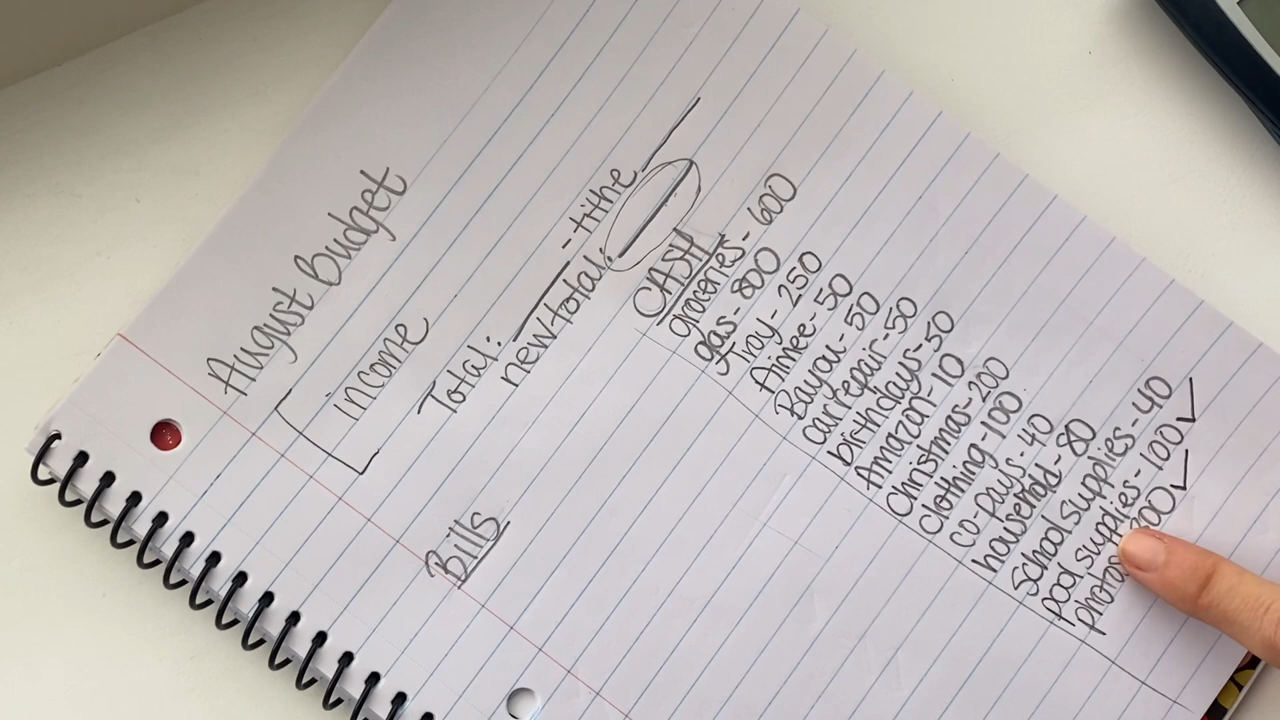 August Budget
income
Total: - tithe
new total:
CASH
groceries - 600
gas - 800
Troy - 250
Aimee - 50
Bayou - 50
car repair - 50
birthdays - 50
Amazon - 10
Christmas - 200
clothing - 100
co-pays - 40
household - 80
School supplies - 40
pool supplies - 100 ✓
photos 00 ✓
Bills